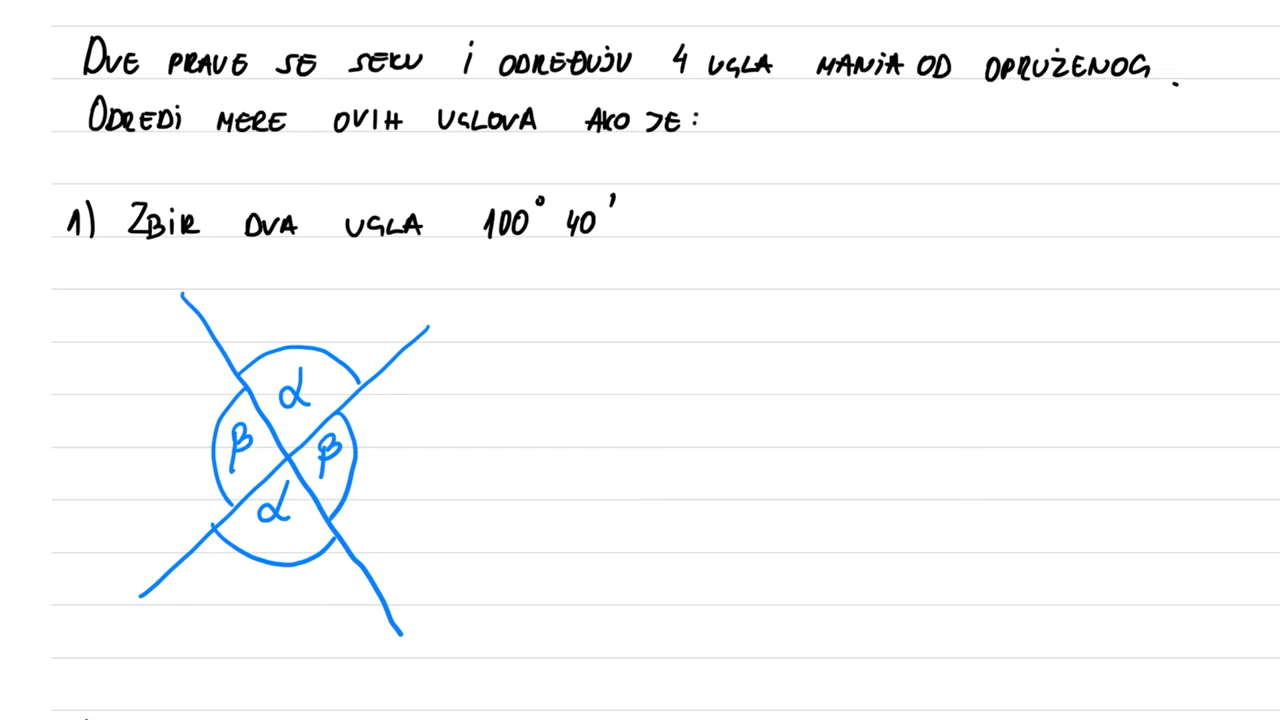 DVE PRAVE SE SEKU I ODREĐUJU 4 UGLA MANJA OD OPRUŽENOG.
ODREDI MERE OVIH UGLOVA AKO JE:
1) ZBIR DVA UGLA 100° 40'
α
β β
α